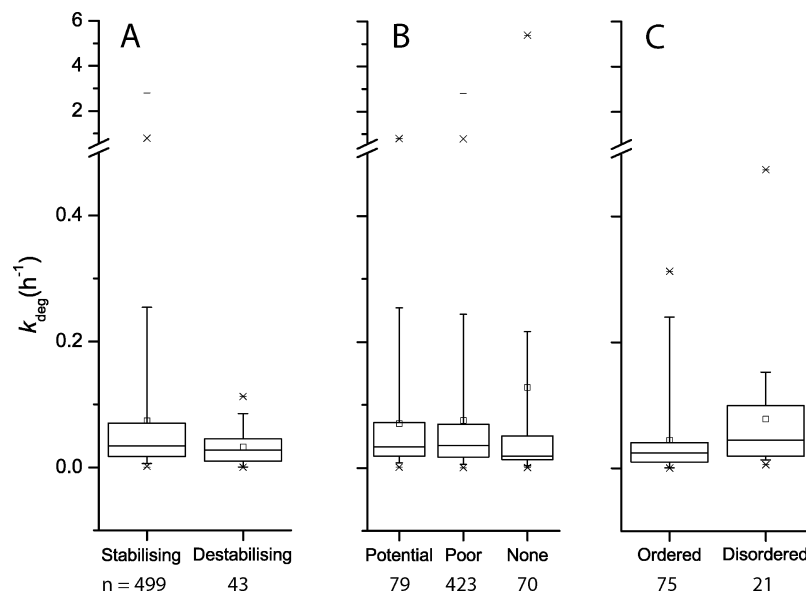 A B C
6
4
2
0.4
0.2
0.0
k_deg(h⁻¹)
Stabilising Destabilising Potential Poor None Ordered Disordered
n = 499 43 79 423 70 75 21